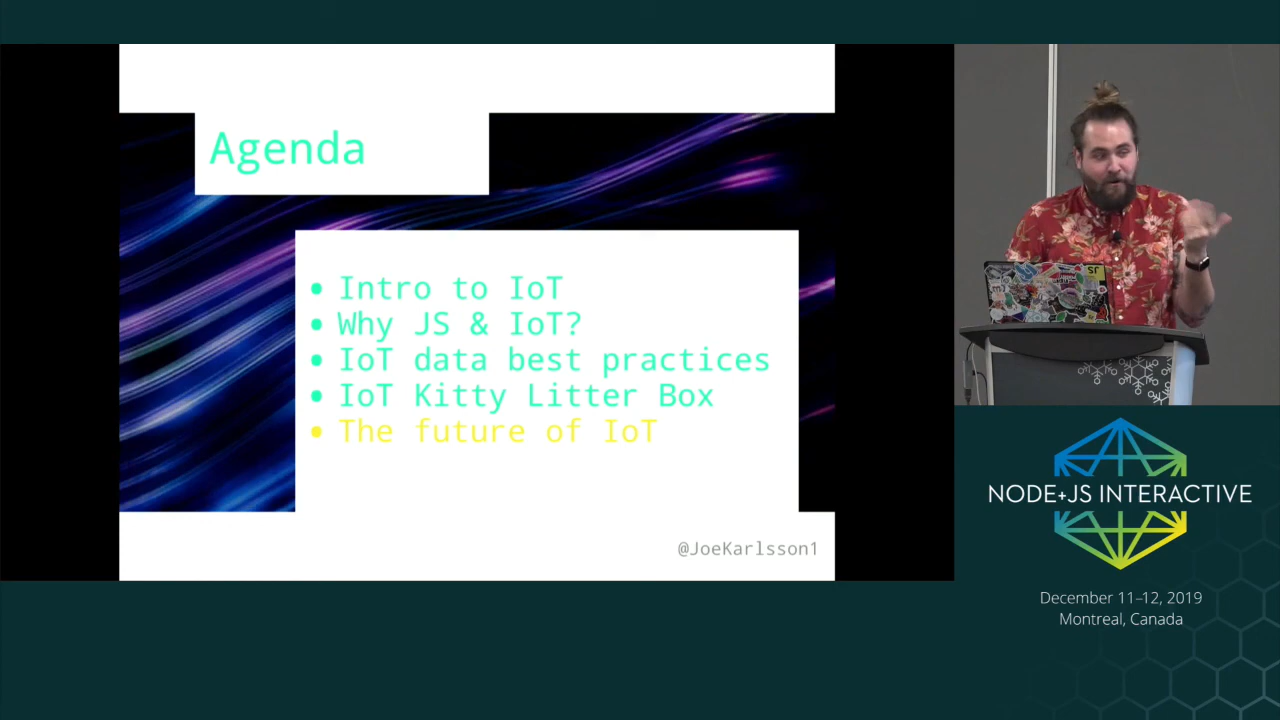 Agenda
• Intro to IoT
• Why JS & IoT?
• IoT data best practices
• IoT Kitty Litter Box
• The future of IoT
@JoeKarlsson1
JS
NODE+JS INTERACTIVE
December 11–12, 2019
Montreal, Canada